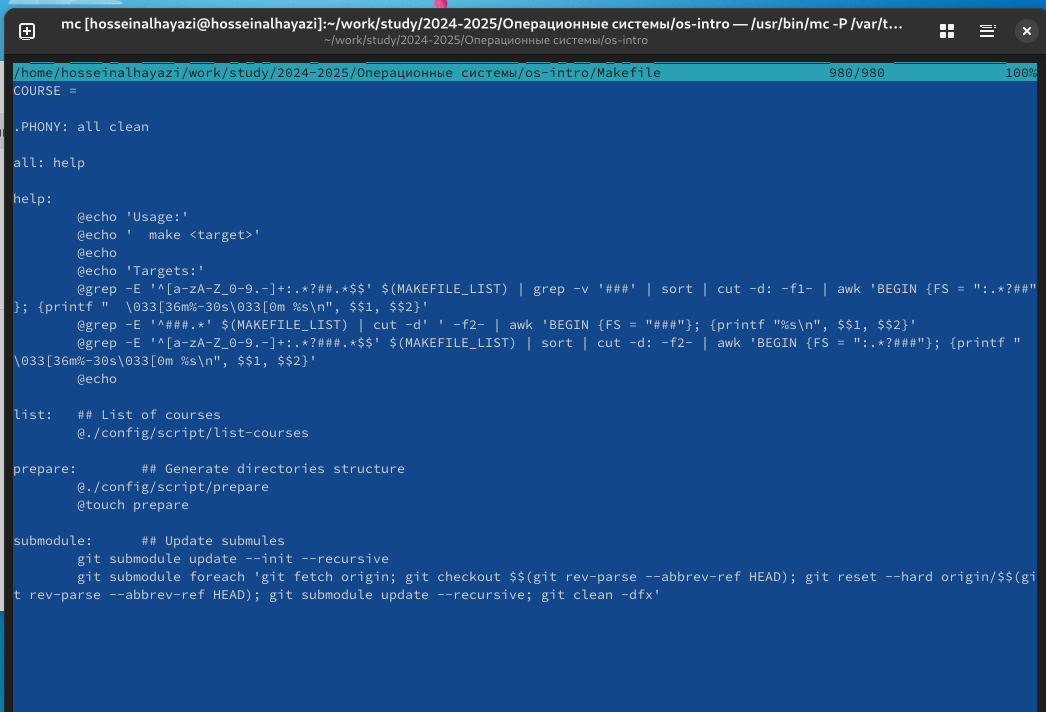 mc [hosseinalhayazi@hosseinalhayazi]:~/work/study/2024-2025/Операционные системы/os-intro — /usr/bin/mc -P /var/t…
~/work/study/2024-2025/Операционные системы/os-intro
/home/hosseinalhayazi/work/study/2024-2025/Операционные системы/os-intro/Makefile 980/980 100%
COURSE =
.PHONY: all clean
all: help
help:
@echo 'Usage:'
@echo '  make <target>'
@echo
@echo 'Targets:'
@grep -E '^[a-zA-Z_0-9.-]+:.*?##.*$$' $(MAKEFILE_LIST) | grep -v '###' | sort | cut -d: -f1- | awk 'BEGIN {FS = ":.*?##"
}; {printf "  \033[36m%-30s\033[0m %s\n", $$1, $$2}'
@grep -E '^###.*' $(MAKEFILE_LIST) | cut -d' ' -f2- | awk 'BEGIN {FS = "###"}; {printf "%s\n", $$1, $$2}'
@grep -E '^[a-zA-Z_0-9.-]+:.*?###.*$$' $(MAKEFILE_LIST) | sort | cut -d: -f2- | awk 'BEGIN {FS = ":.*?###"}; {printf "
\033[36m%-30s\033[0m %s\n", $$1, $$2}'
@echo
list:   ## List of courses
@./config/script/list-courses
prepare:        ## Generate directories structure
@./config/script/prepare
@touch prepare
submodule:      ## Update submules
git submodule update --init --recursive
git submodule foreach 'git fetch origin; git checkout $$(git rev-parse --abbrev-ref HEAD); git reset --hard origin/$$(gi
t rev-parse --abbrev-ref HEAD); git submodule update --recursive; git clean -dfx'